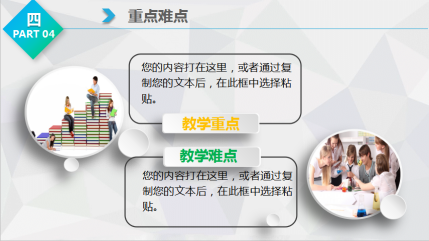 四
PART 04
重点难点
您的内容打在这里，或者通过复
制您的文本后，在此框中选择粘
贴。
教学重点
教学难点
您的内容打在这里，或者通过复
制您的文本后，在此框中选择粘
贴。